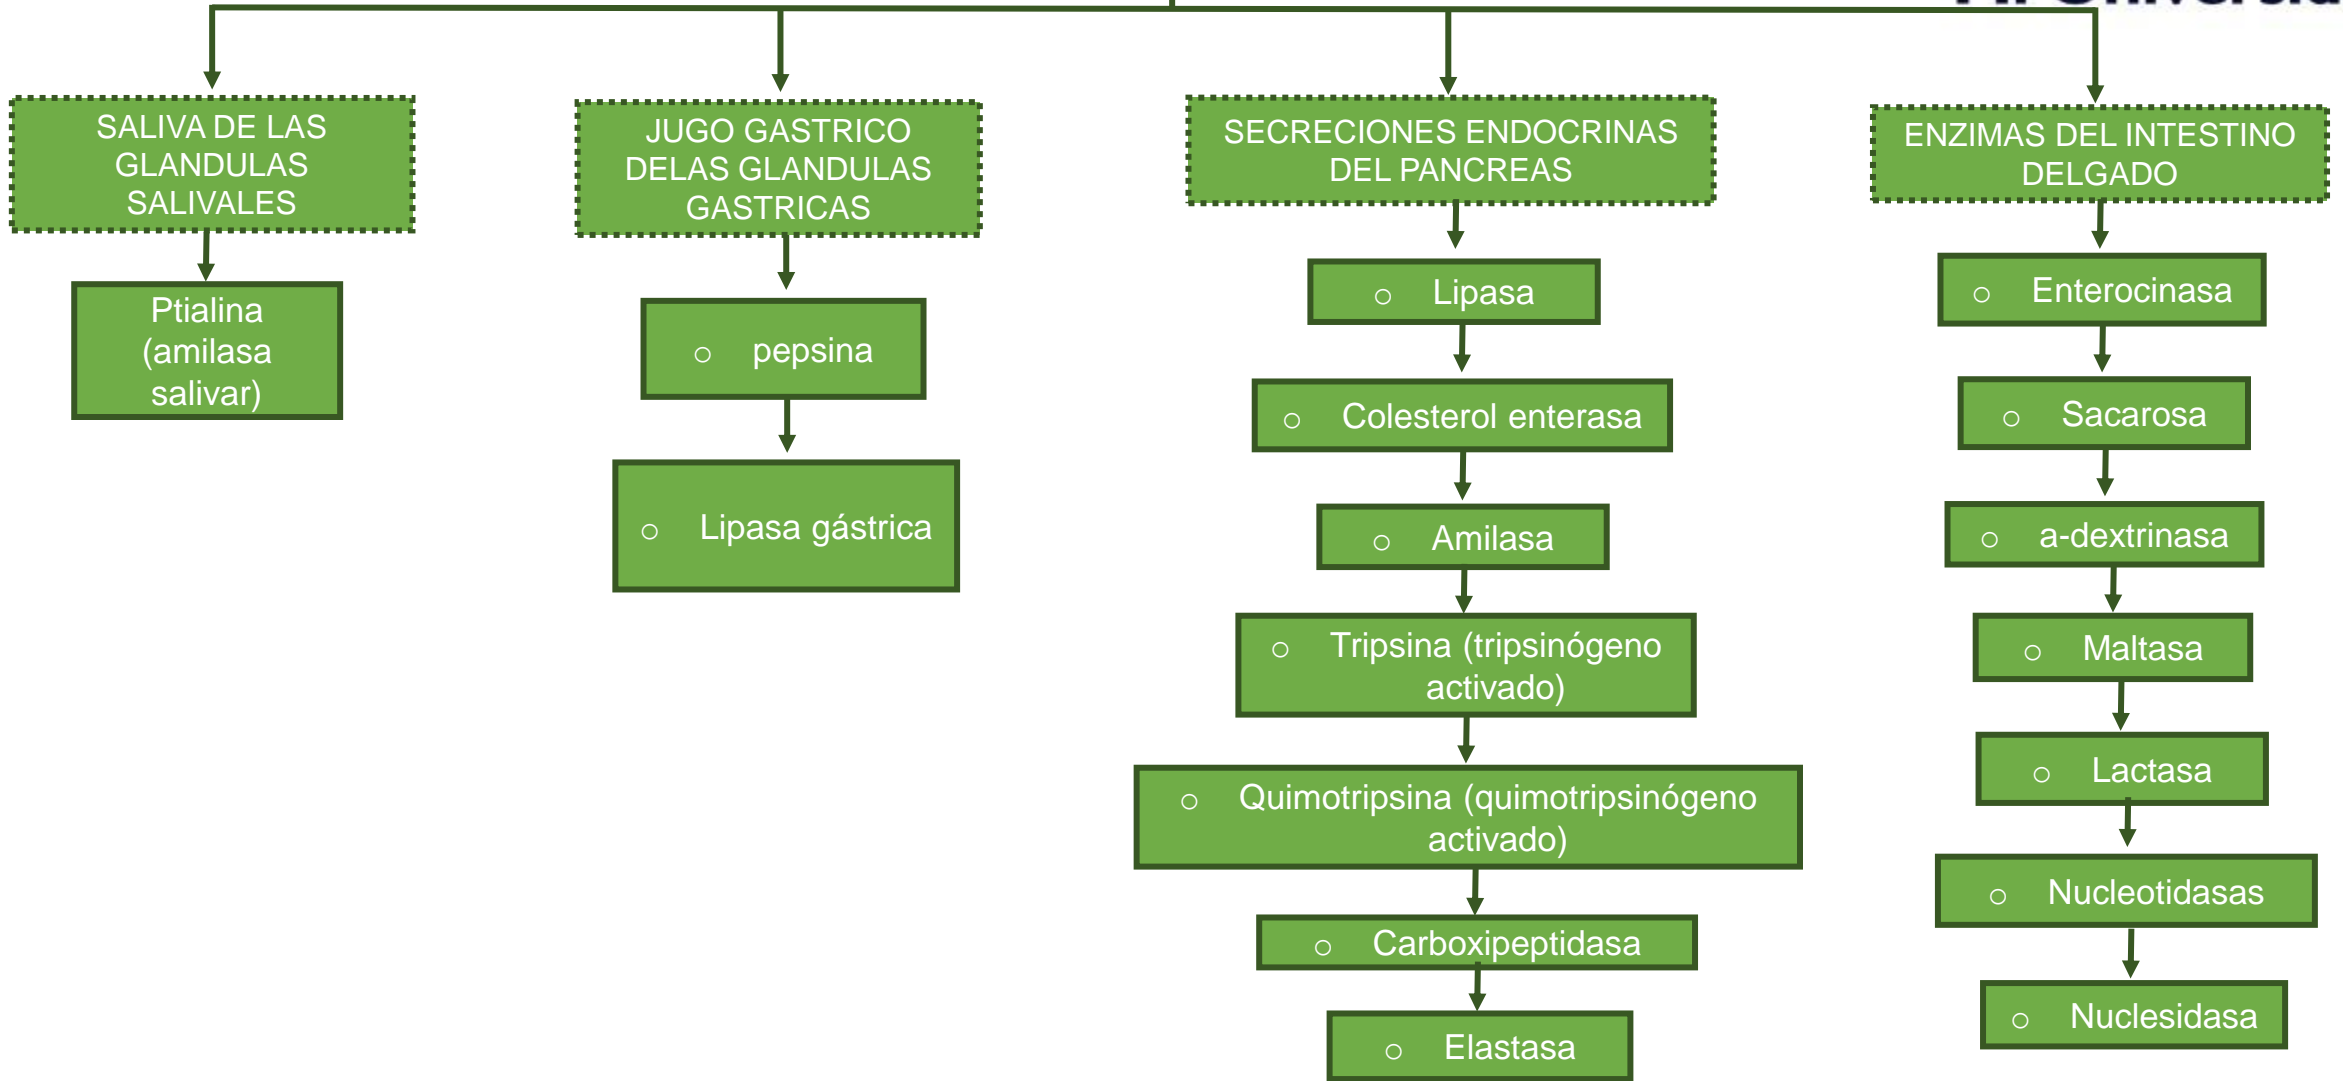 SALIVA DE LAS
GLANDULAS
SALIVALES
Ptialina
(amilasa
salivar)
JUGO GASTRICO
DELAS GLANDULAS
GASTRICAS
pepsina
Lipasa gástrica
SECRECIONES ENDOCRINAS
DEL PANCREAS
Lipasa
Colesterol enterasa
Amilasa
Tripsina (tripsinógeno
activado)
Quimotripsina (quimotripsinógeno
activado)
Carboxipeptidasa
Elastasa
ENZIMAS DEL INTESTINO
DELGADO
Enterocinasa
Sacarosa
a-dextrinasa
Maltasa
Lactasa
Nucleotidasas
Nuclesidasa